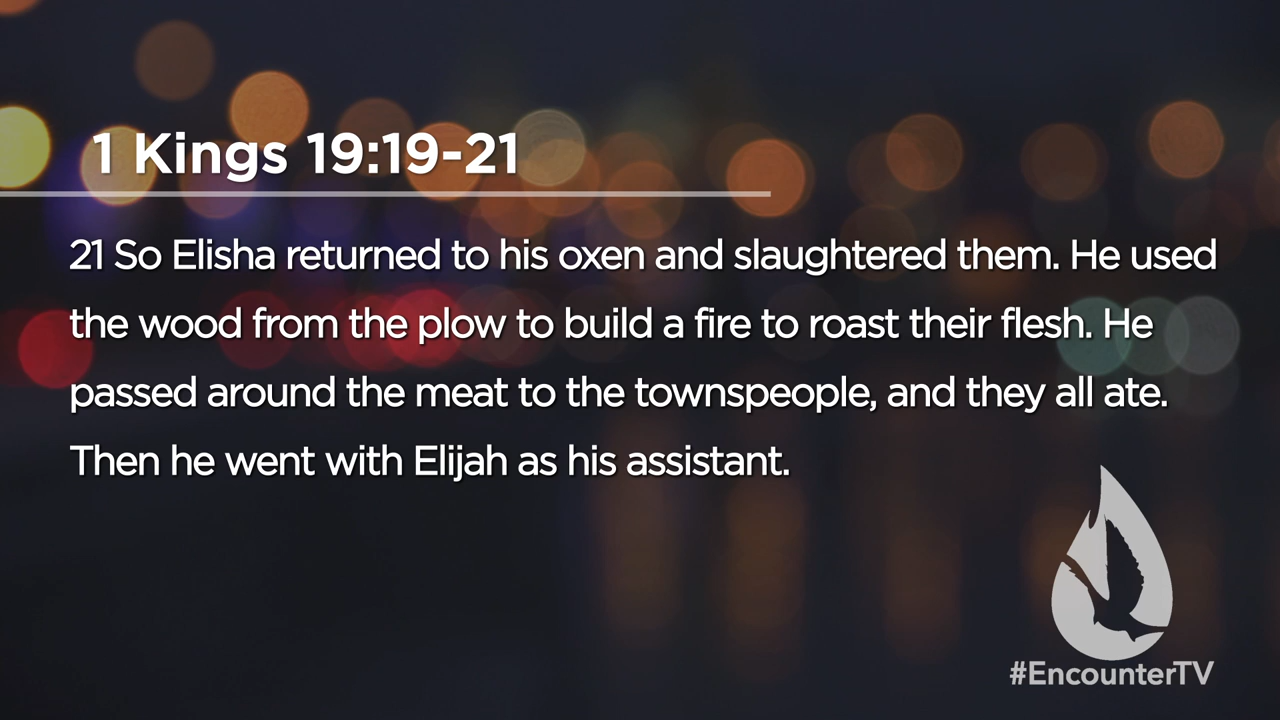 1 Kings 19:19-21
21 So Elisha returned to his oxen and slaughtered them. He used
the wood from the plow to build a fire to roast their flesh. He
passed around the meat to the townspeople, and they all ate.
Then he went with Elijah as his assistant.
#EncounterTV